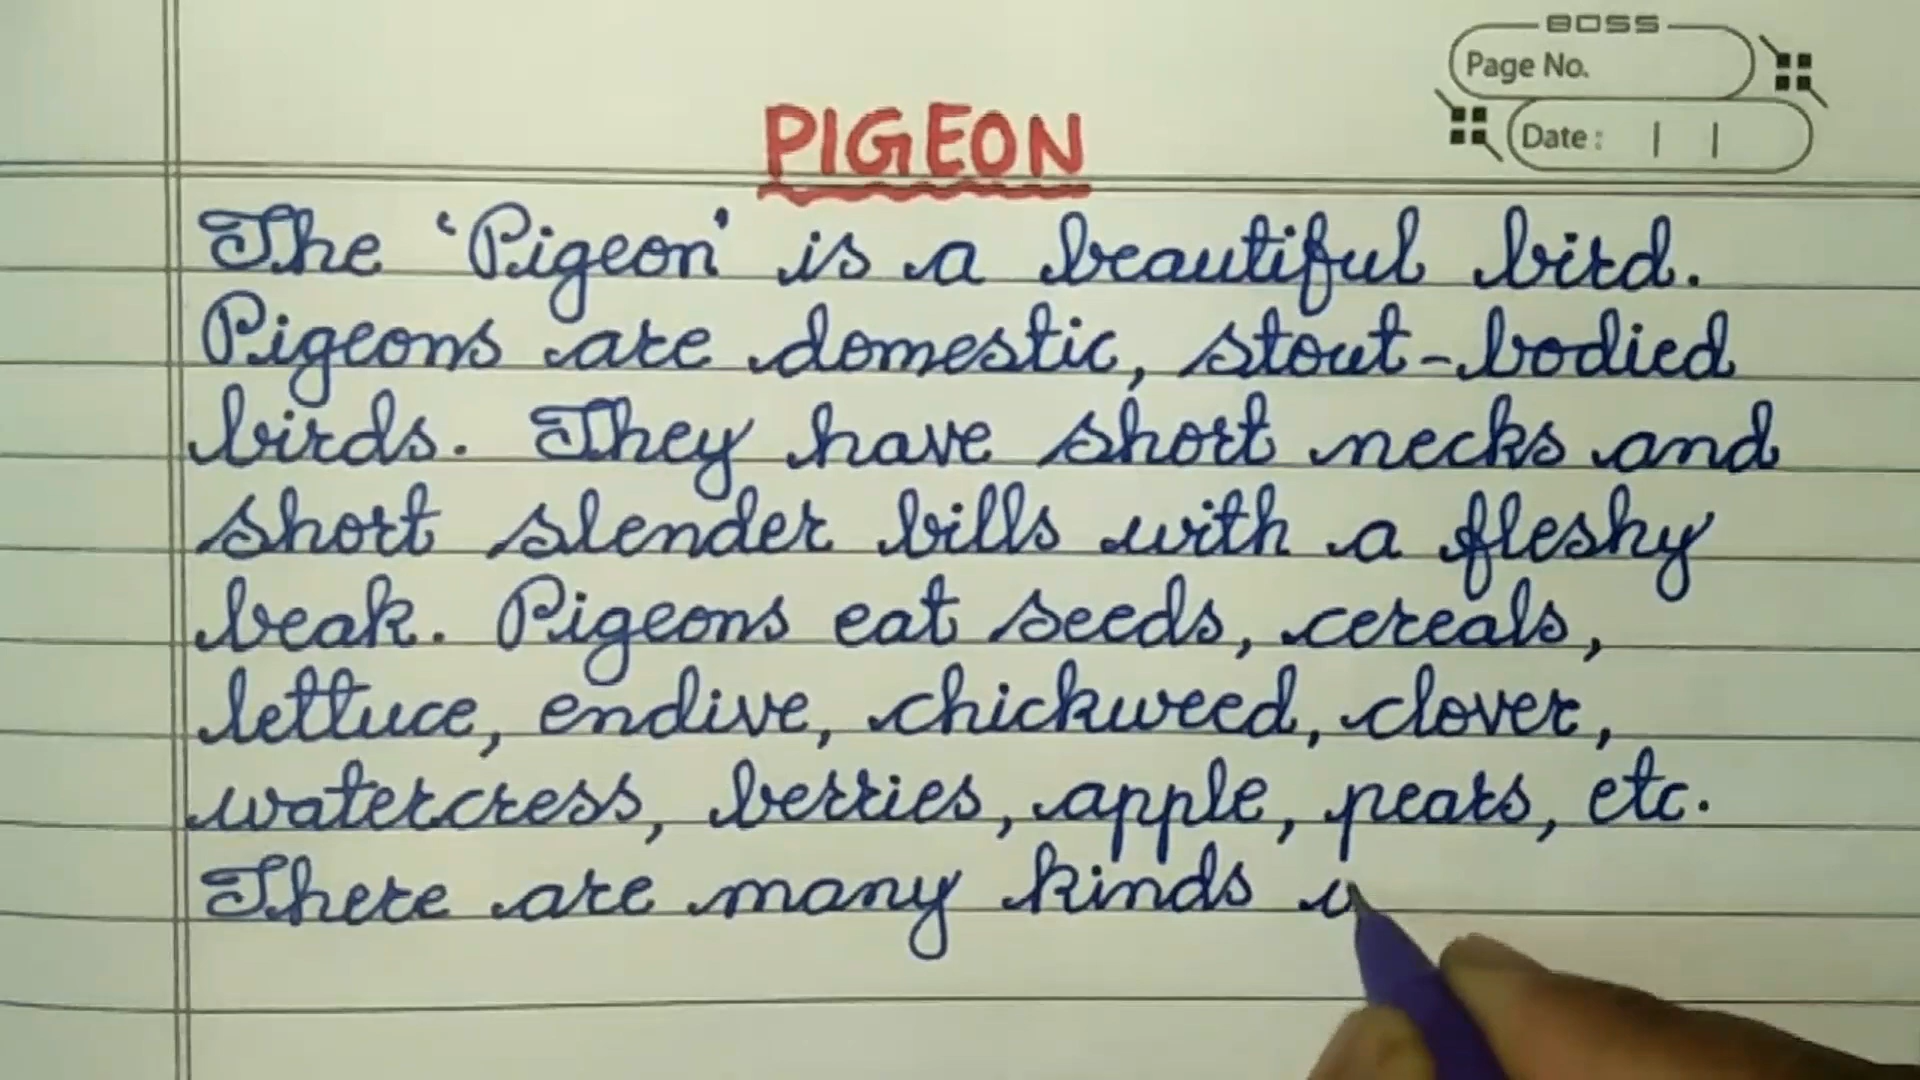 BOSS
Page No.
Date :
PIGEON
The 'Pigeon' is a beautiful bird.
Pigeons are domestic, stout-bodied
birds. They have short necks and
short slender bills with a fleshy
beak. Pigeons eat seeds, cereals,
lettuce, endive, chickweed, clover,
watercress, berries, apple, pears, etc.
There are many kinds